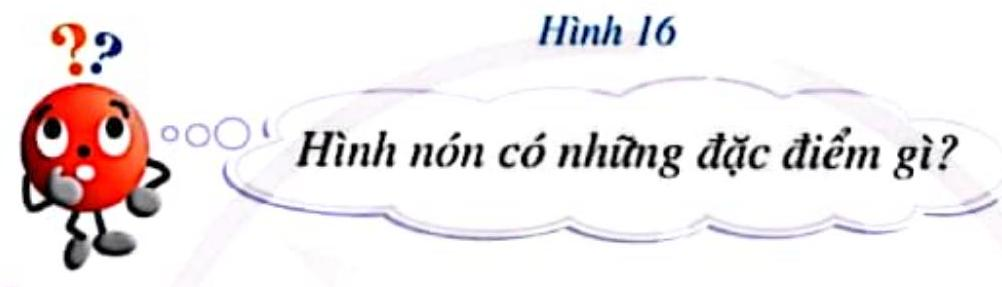 Hình 16
??
Hình nón có những đặc điểm gì?